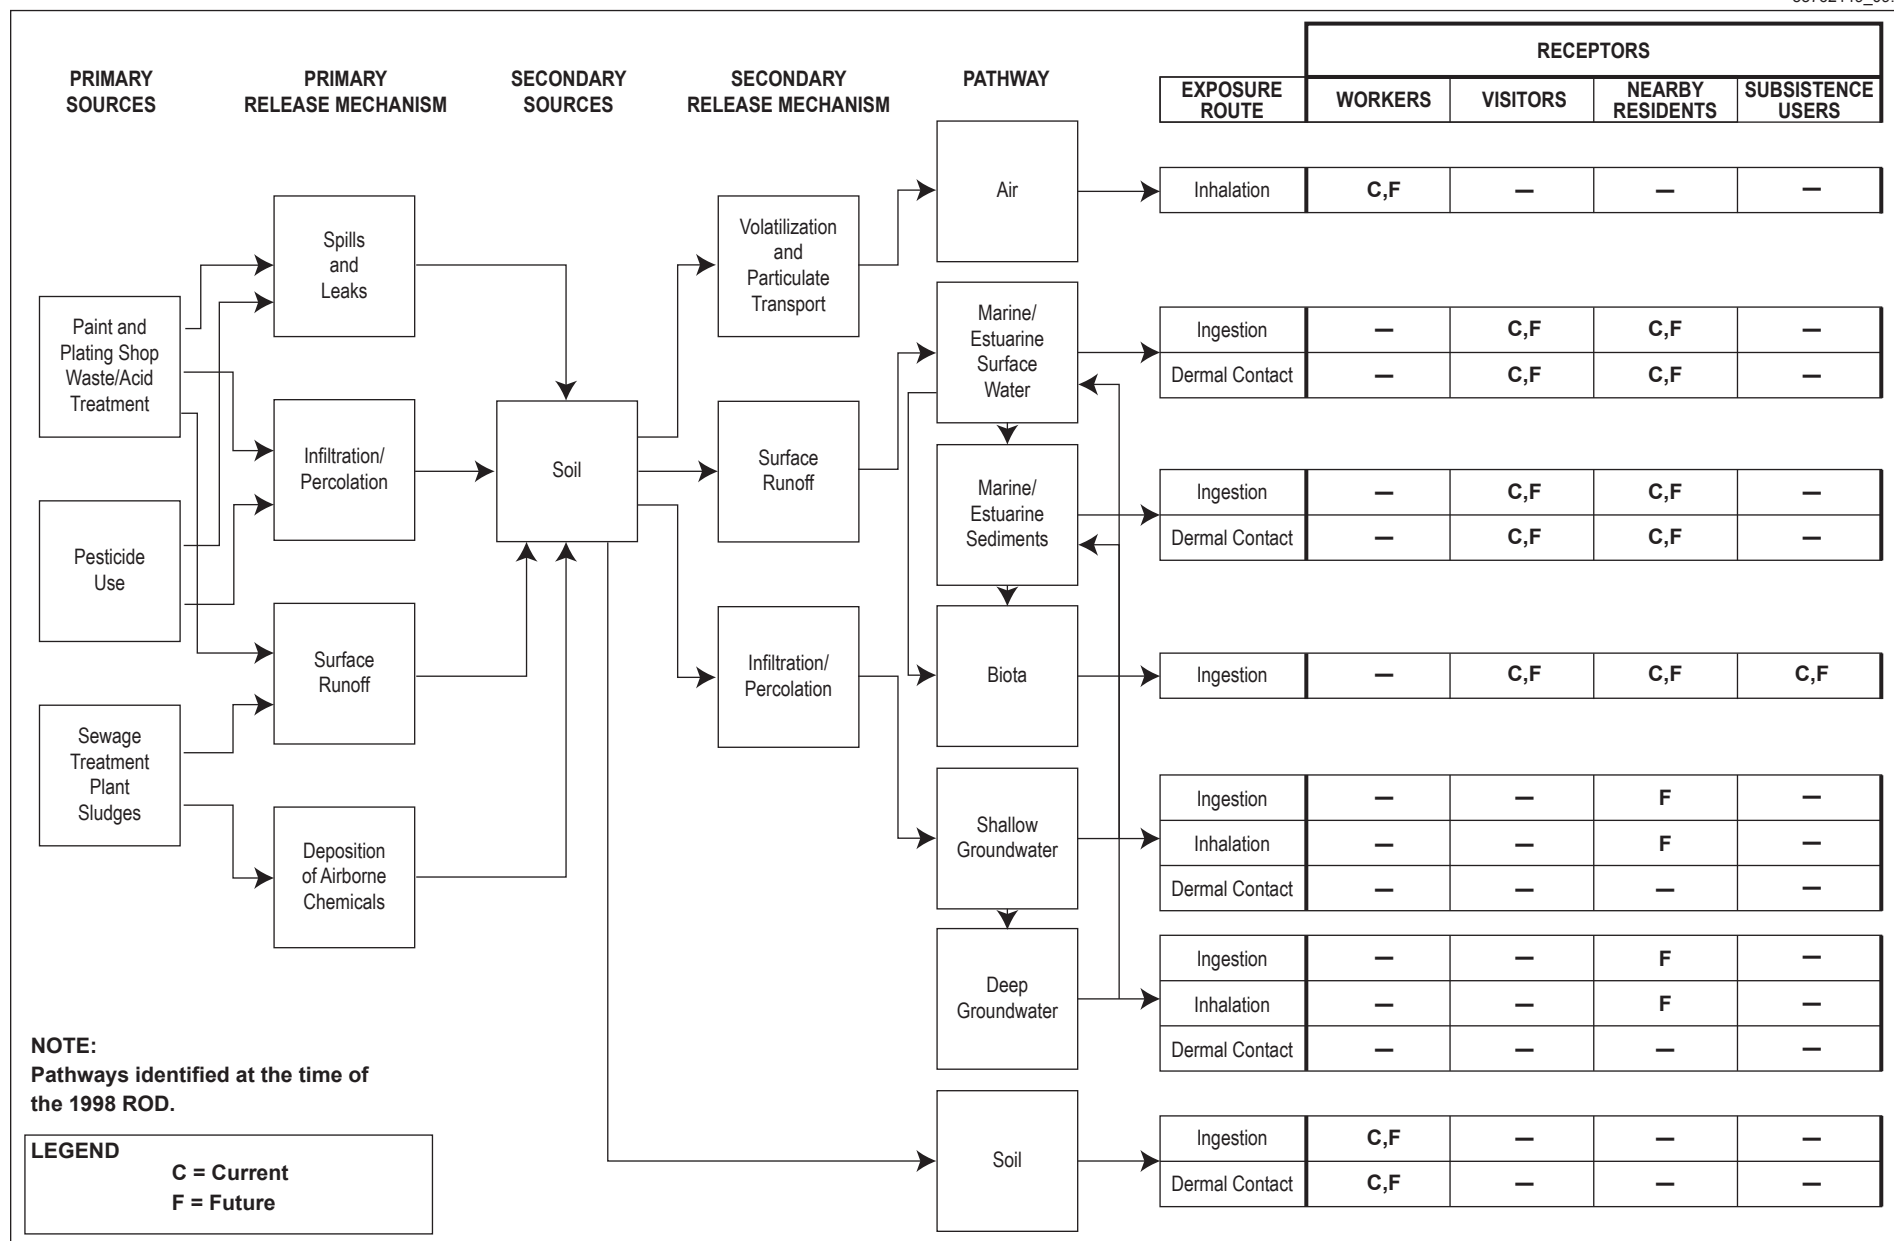 RECEPTORS
PRIMARY
SOURCES
PRIMARY
RELEASE MECHANISM
SECONDARY
SOURCES
SECONDARY
RELEASE MECHANISM
PATHWAY
EXPOSURE
ROUTE
WORKERS
VISITORS
NEARBY
RESIDENTS
SUBSISTENCE
USERS
Paint and
Plating Shop
Waste/Acid
Treatment
Pesticide
Use
Sewage
Treatment
Plant
Sludges
Spills
and
Leaks
Infiltration/
Percolation
Surface
Runoff
Deposition
of Airborne
Chemicals
Soil
Volatilization
and
Particulate
Transport
Surface
Runoff
Infiltration/
Percolation
Air
Marine/
Estuarine
Surface
Water
Marine/
Estuarine
Sediments
Biota
Shallow
Groundwater
Deep
Groundwater
Soil
Inhalation C,F — — —
Ingestion — C,F C,F —
Dermal Contact — C,F C,F —
Ingestion — C,F C,F —
Dermal Contact — C,F C,F —
Ingestion — C,F C,F C,F
Ingestion — — F —
Inhalation — — F —
Dermal Contact — — — —
Ingestion — — F —
Inhalation — — F —
Dermal Contact — — — —
Ingestion C,F — — —
Dermal Contact C,F — — —
NOTE:
Pathways identified at the time of
the 1998 ROD.
LEGEND
C = Current
F = Future